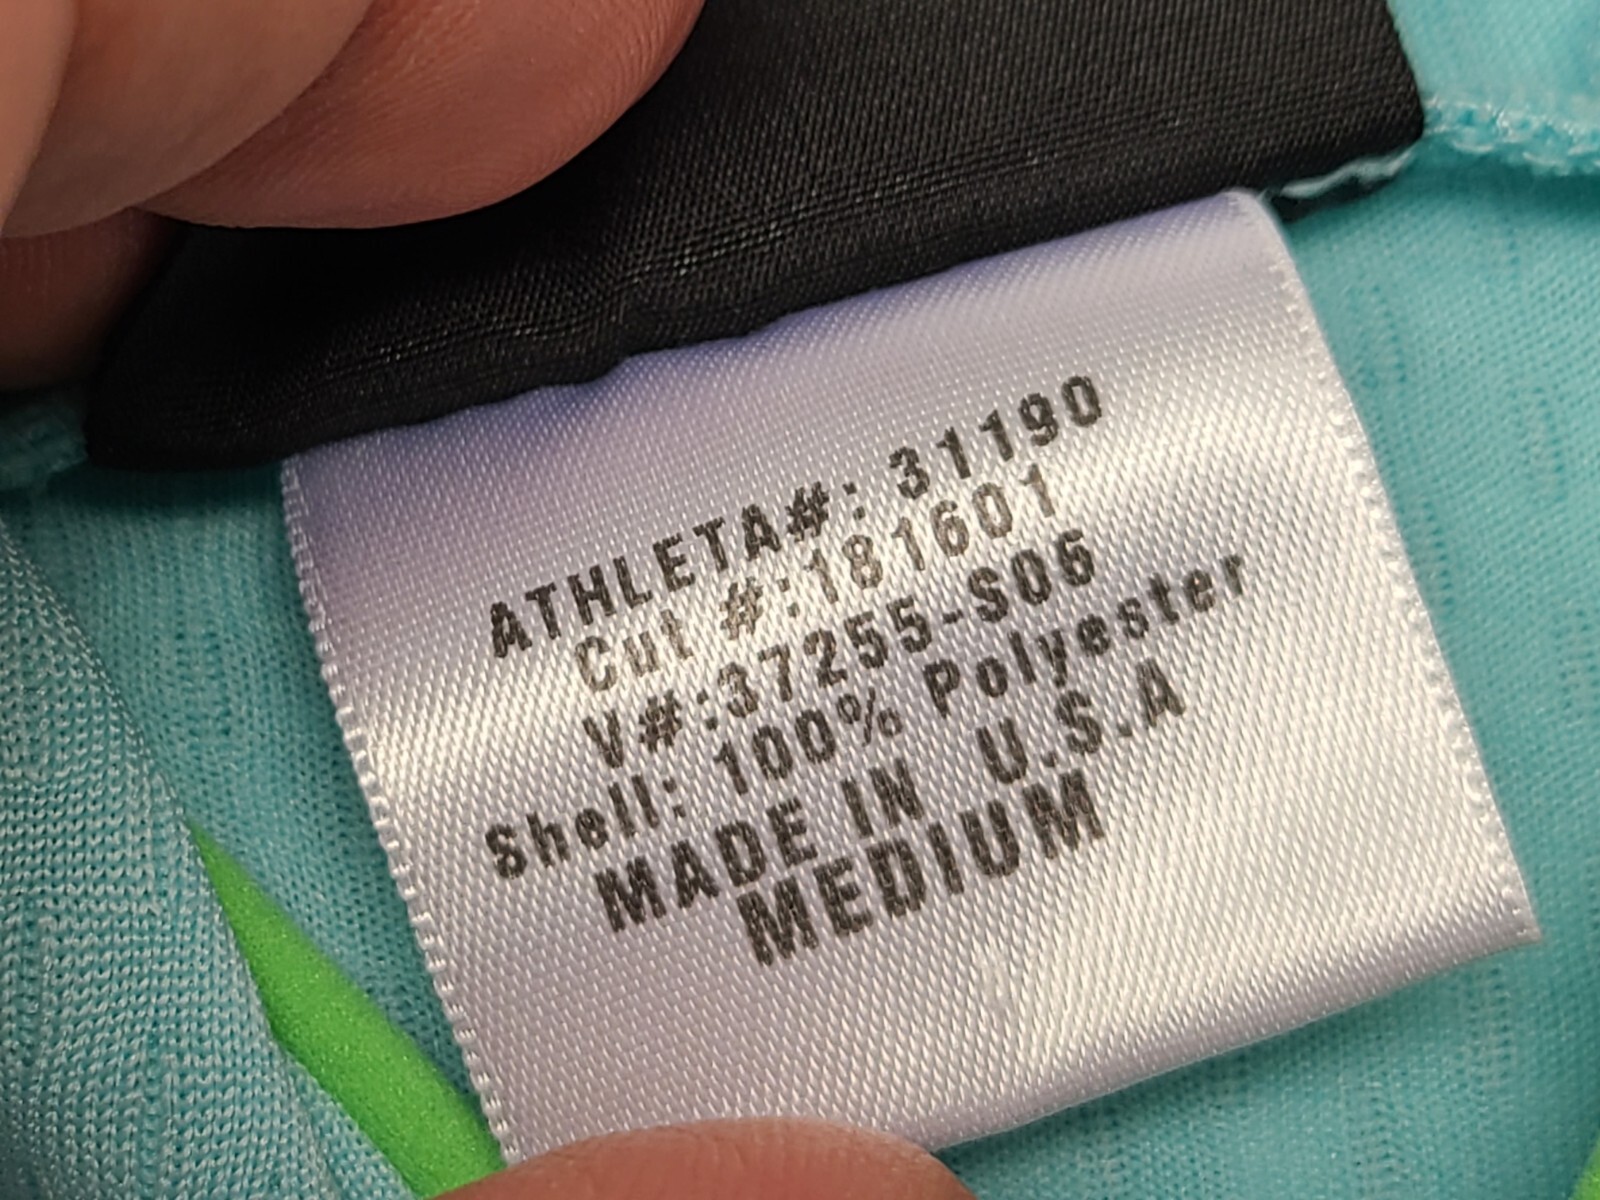 ATHLETA#: 31190
Cut #:181601
V#:37255-S06
Shell: 100% Polyester
MADE IN U.S.A
MEDIUM